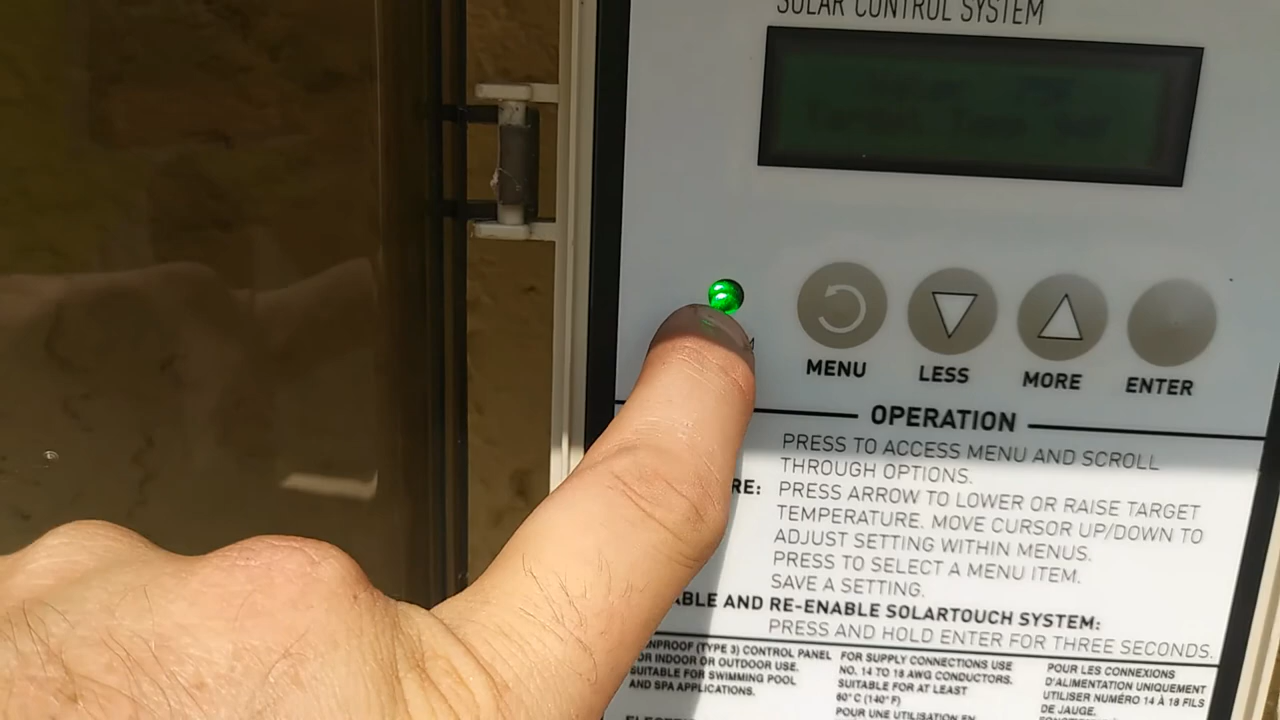 SOLAR CONTROL SYSTEM
Target Temp
MENU
LESS
MORE
ENTER
OPERATION
PRESS TO ACCESS MENU AND SCROLL
THROUGH OPTIONS.
RE: PRESS ARROW TO LOWER OR RAISE TARGET
TEMPERATURE. MOVE CURSOR UP/DOWN TO
ADJUST SETTING WITHIN MENUS.
PRESS TO SELECT A MENU ITEM.
SAVE A SETTING.
ABLE AND RE-ENABLE SOLARTOUCH SYSTEM:
PRESS AND HOLD ENTER FOR THREE SECONDS.
NPROOF (TYPE 3) CONTROL PANEL
OR INDOOR OR OUTDOOR USE.
SUITABLE FOR SWIMMING POOL
AND SPA APPLICATIONS.
FOR SUPPLY CONNECTIONS USE
NO. 14 TO 18 AWG CONDUCTORS.
SUITABLE FOR AT LEAST
60°C (140°F)
POUR UNE UTILISATION EN
POUR LES CONNEXIONS
D'ALIMENTATION UNIQUEMENT
UTILISER NUMÉRO 14 À 18 FILS
DE JAUGE.